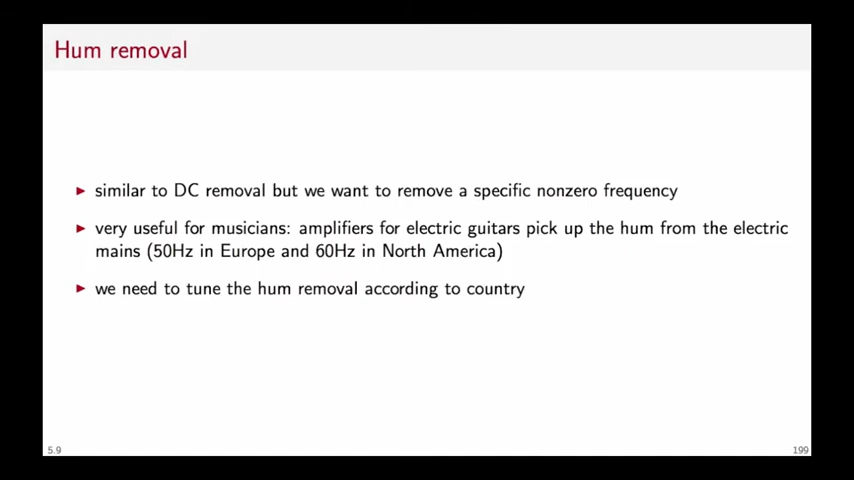 Hum removal
▶ similar to DC removal but we want to remove a specific nonzero frequency
▶ very useful for musicians: amplifiers for electric guitars pick up the hum from the electric
mains (50Hz in Europe and 60Hz in North America)
▶ we need to tune the hum removal according to country
5.9
199